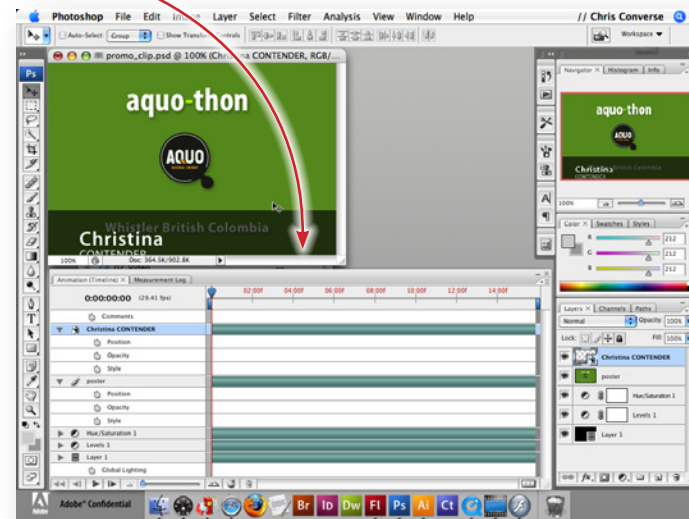 Photoshop File Edit Image Layer Select Filter Analysis View Window Help // Chris Converse
Auto-Select Group Show Transform Controls Workspace
promo_clip.psd @ 100% (Christina CONTENDER, RGB/...
Ps
aquo-thon
AQUO
Whistler British Colombia
Christina
CONTENDER
100% Doc: 364.5K/902.8K
Navigator Histogram Info
aquo-thon
AQUO
Christina
100%
Color Swatches Styles
R 212
G 212
B 212
Animation (Timeline) Measurement Log
0:00:00:00 (29.41 fps) 02:00f 04:00f 06:00f 08:00f 10:00f 12:00f 14:00f
Comments
Christina CONTENDER
Position
Opacity
Style
poster
Position
Opacity
Style
Hue/Saturation 1
Levels 1
Layer 1
Global Lighting
Layers Channels Paths
Normal Opacity 100%
Lock: Fill 100%
Christina CONTENDER
poster
Hue/Saturation 1
Levels 1
Layer 1
Adobe® Confidential Br ID Dw Fl Ps Ai Ct